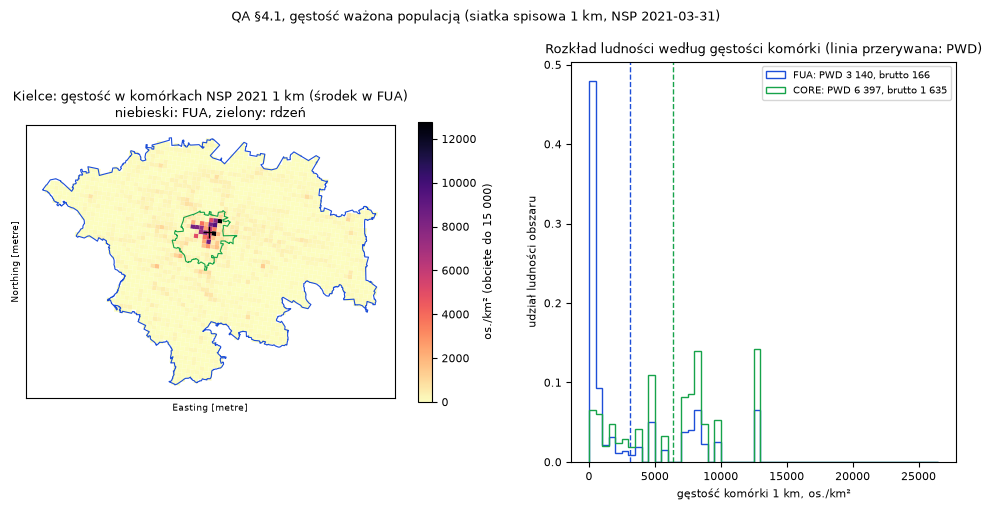 QA §4.1, gęstość ważona populacją (siatka spisowa 1 km, NSP 2021-03-31)
Kielce: gęstość w komórkach NSP 2021 1 km (środek w FUA)
niebieski: FUA, zielony: rdzeń
Northing [metre]
Easting [metre]
12000
10000
8000
6000
4000
2000
0
os./km² (obcięte do 15 000)
Rozkład ludności według gęstości komórki (linia przerywana: PWD)
FUA: PWD 3 140, brutto 166
CORE: PWD 6 397, brutto 1 635
udział ludności obszaru
0.5
0.4
0.3
0.2
0.1
0.0
0
5000
10000
15000
20000
25000
gęstość komórki 1 km, os./km²